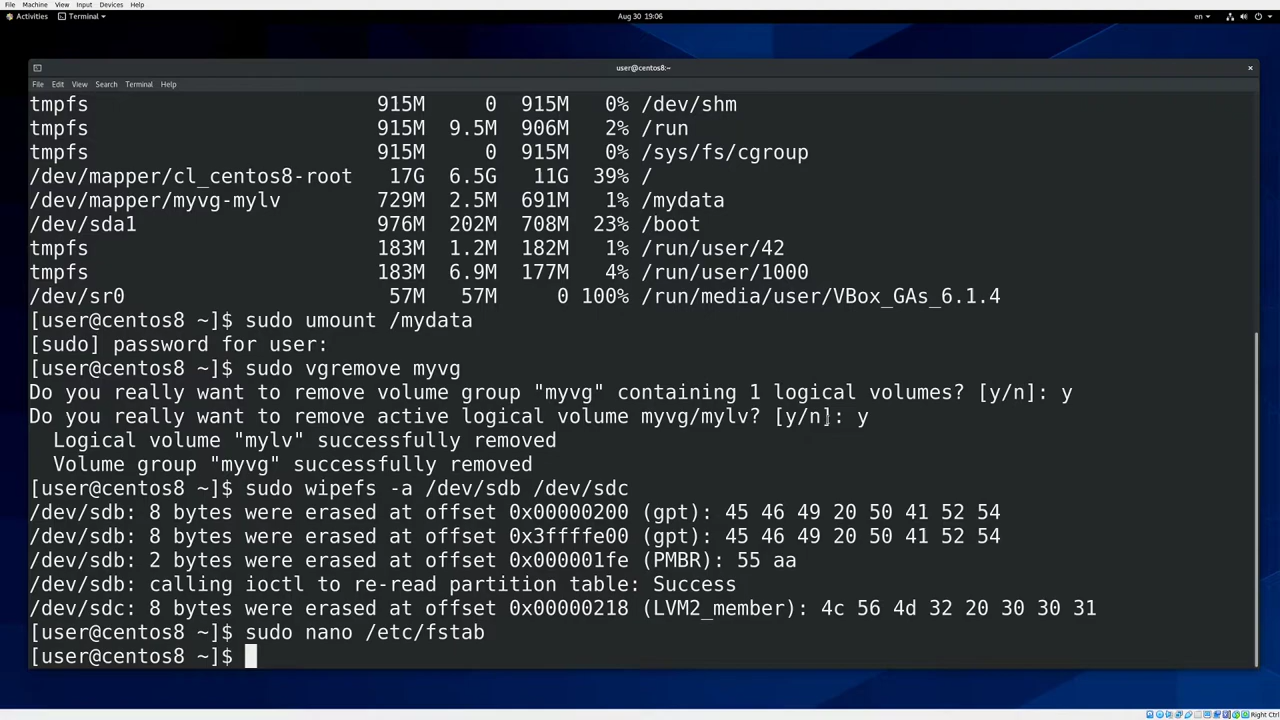 File Machine View Input Devices Help
Activities Terminal Aug 30 19:06 en
user@centos8:~
File Edit View Search Terminal Help
tmpfs 915M 0 915M 0% /dev/shm
tmpfs 915M 9.5M 906M 2% /run
tmpfs 915M 0 915M 0% /sys/fs/cgroup
/dev/mapper/cl_centos8-root 17G 6.5G 11G 39% /
/dev/mapper/myvg-mylv 729M 2.5M 691M 1% /mydata
/dev/sda1 976M 202M 708M 23% /boot
tmpfs 183M 1.2M 182M 1% /run/user/42
tmpfs 183M 6.9M 177M 4% /run/user/1000
/dev/sr0 57M 57M 0 100% /run/media/user/VBox_GAs_6.1.4
[user@centos8 ~]$ sudo umount /mydata
[sudo] password for user:
[user@centos8 ~]$ sudo vgremove myvg
Do you really want to remove volume group "myvg" containing 1 logical volumes? [y/n]: y
Do you really want to remove active logical volume myvg/mylv? [y/n]: y
Logical volume "mylv" successfully removed
Volume group "myvg" successfully removed
[user@centos8 ~]$ sudo wipefs -a /dev/sdb /dev/sdc
/dev/sdb: 8 bytes were erased at offset 0x00000200 (gpt): 45 46 49 20 50 41 52 54
/dev/sdb: 8 bytes were erased at offset 0x3ffffe00 (gpt): 45 46 49 20 50 41 52 54
/dev/sdb: 2 bytes were erased at offset 0x000001fe (PMBR): 55 aa
/dev/sdb: calling ioctl to re-read partition table: Success
/dev/sdc: 8 bytes were erased at offset 0x00000218 (LVM2_member): 4c 56 4d 32 20 30 30 31
[user@centos8 ~]$ sudo nano /etc/fstab
[user@centos8 ~]$
Right Ctrl